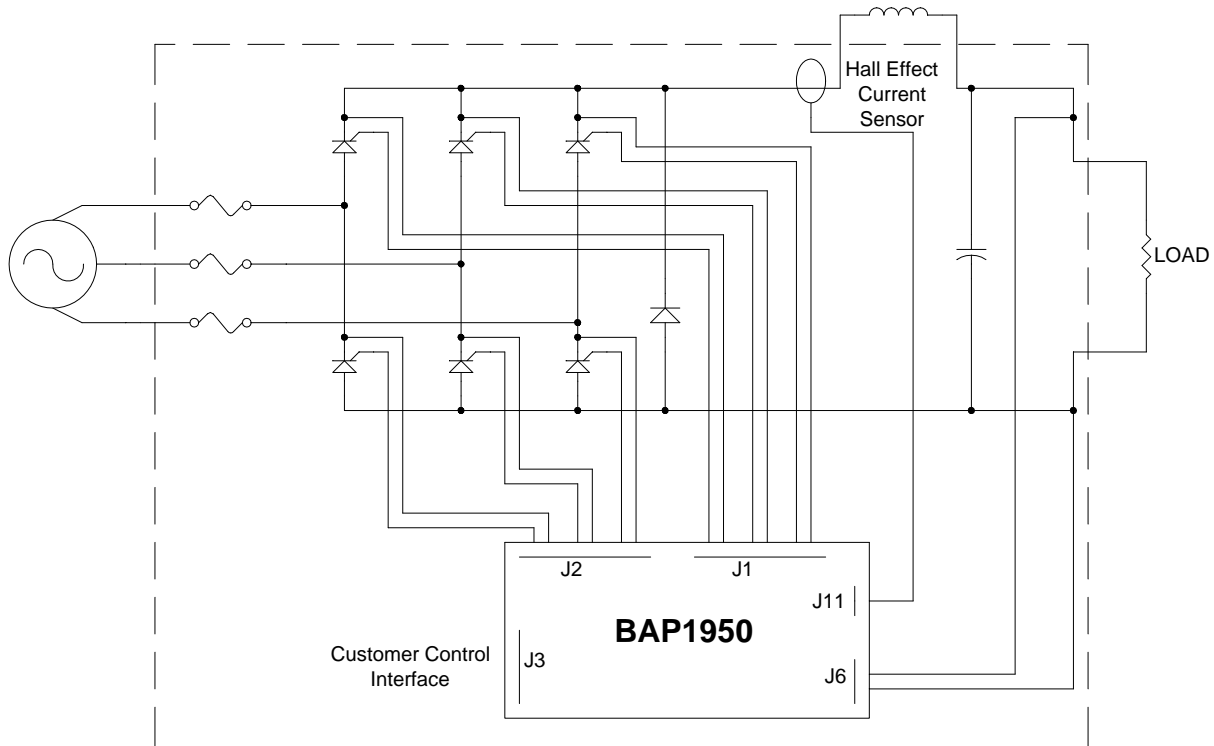 Hall Effect
Current
Sensor
LOAD
J2
J1
J11
BAP1950
Customer Control
Interface
J3
J6